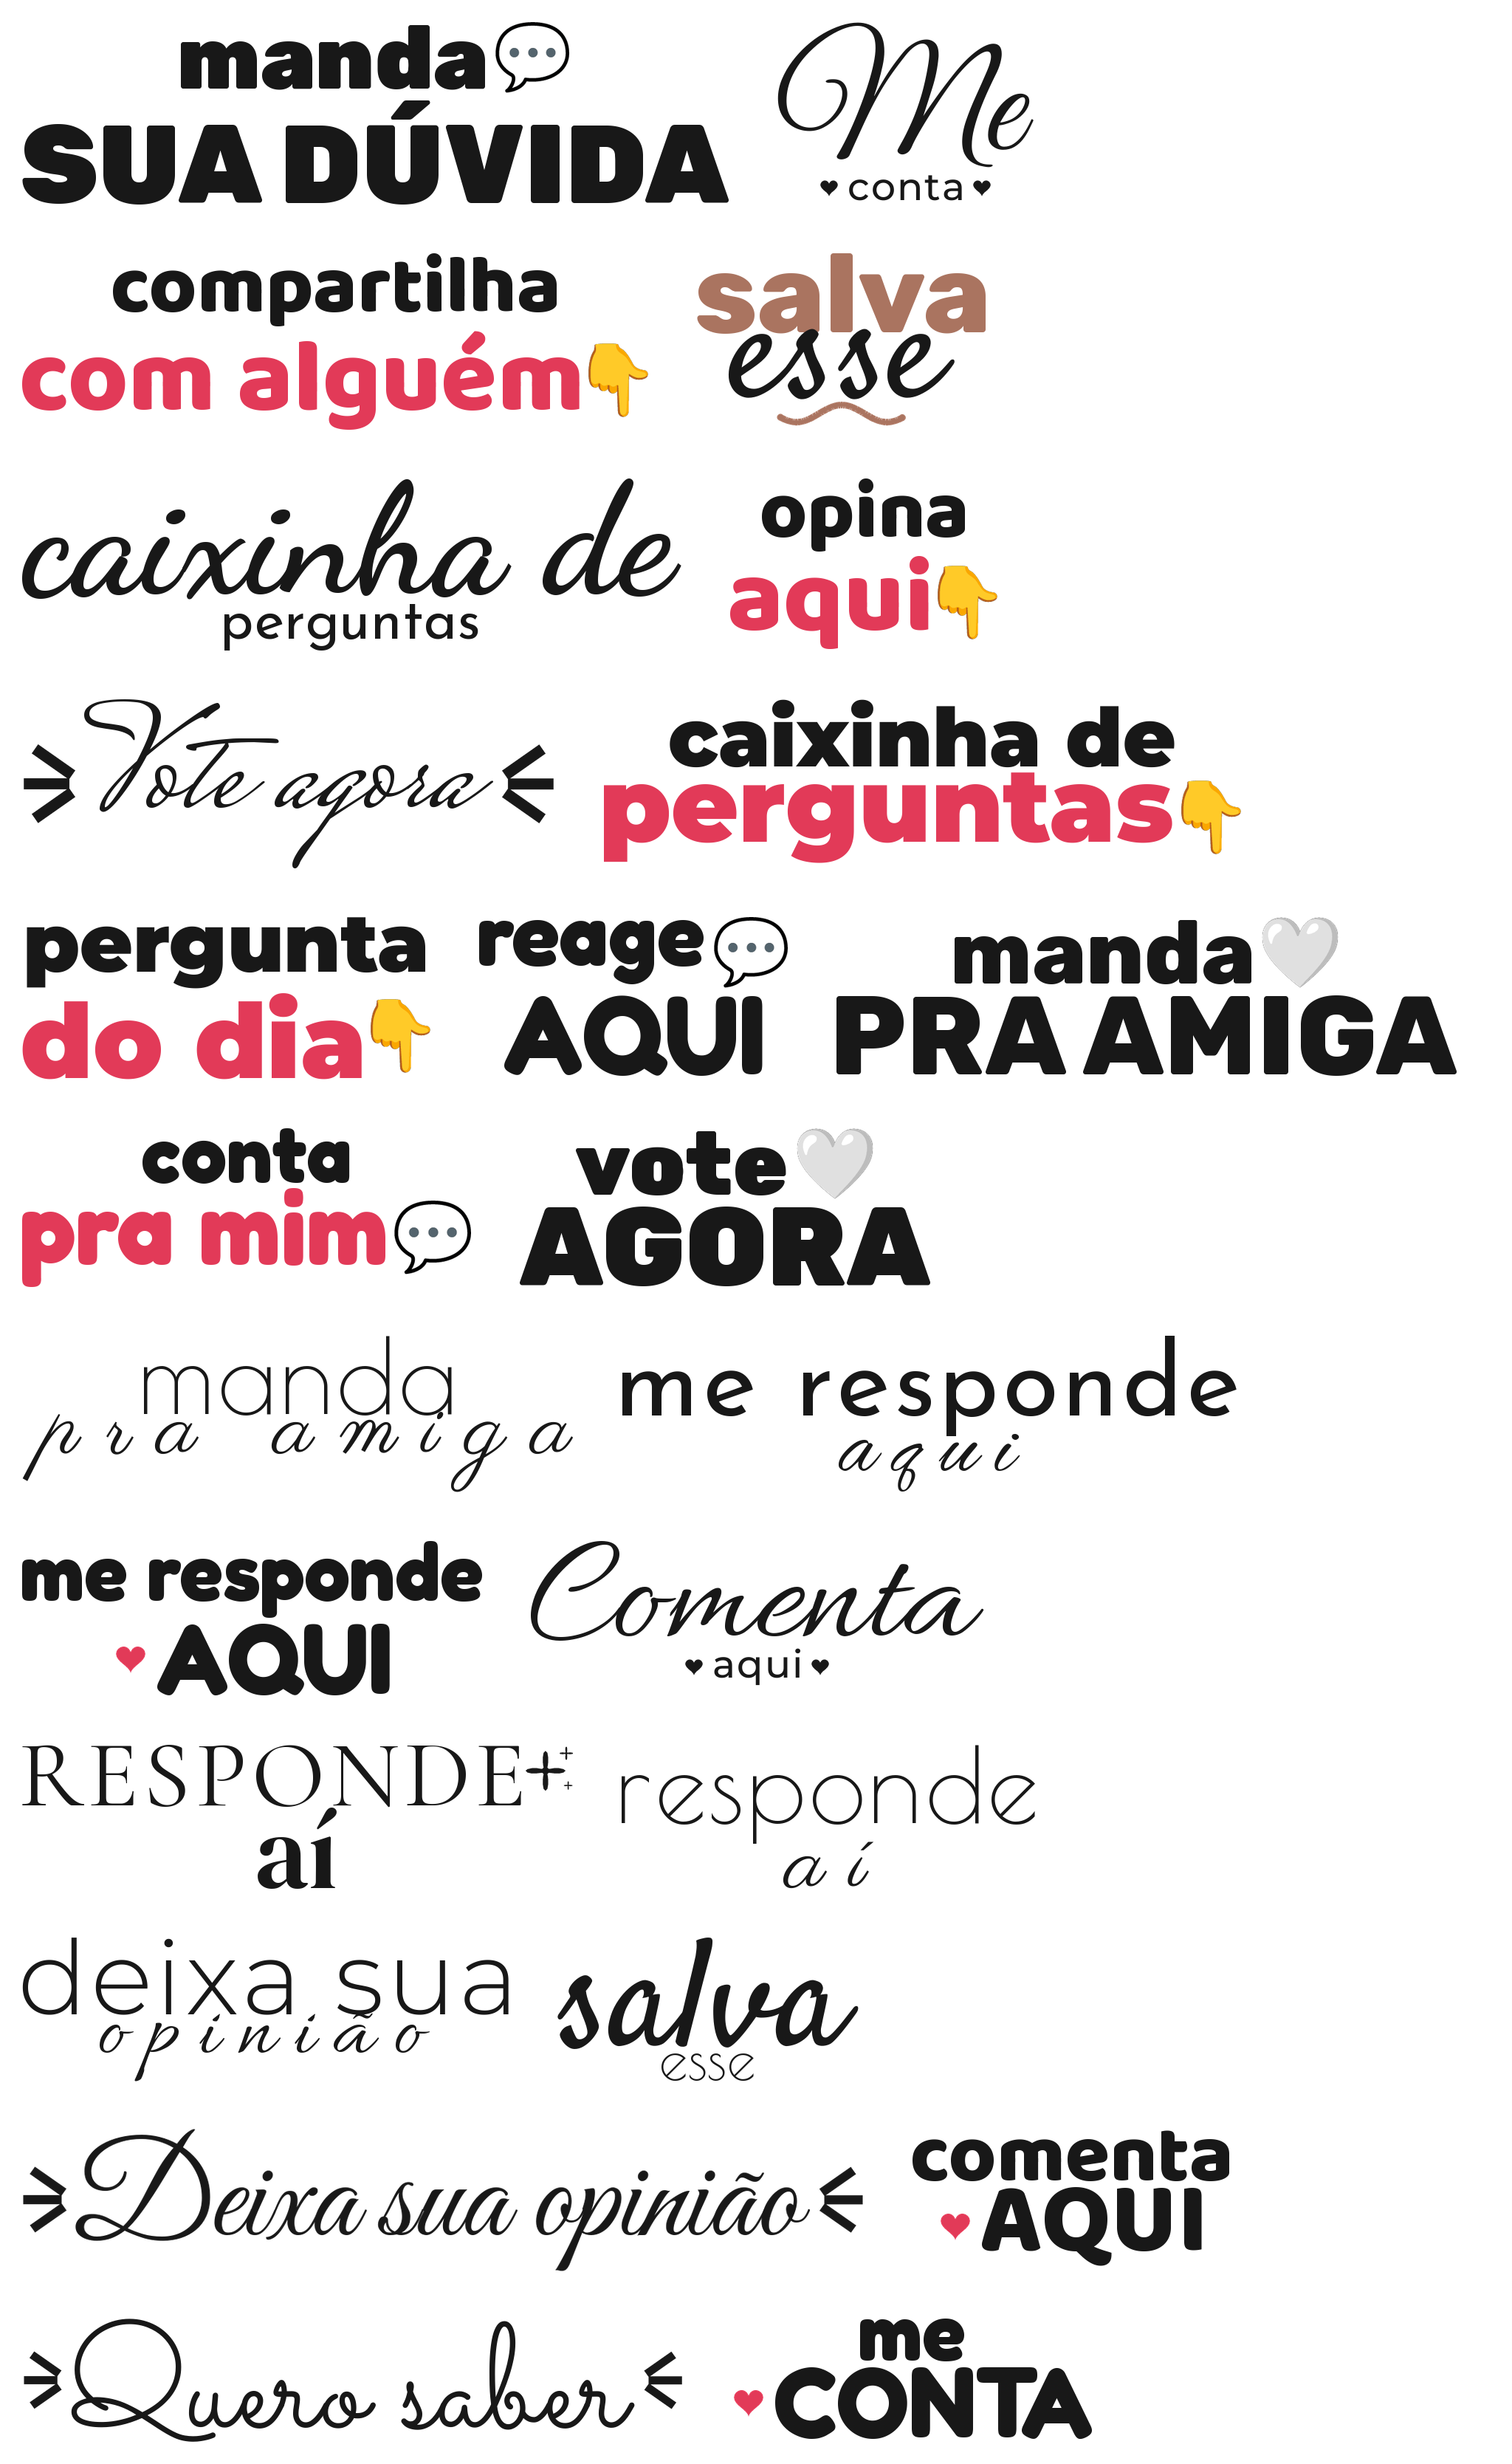 manda💬
SUA DÚVIDA
Me
conta
compartilha
com alguém👇
salva
esse
caixinha de
perguntas
opina
aqui👇
Vote agora
caixinha de
perguntas👇
pergunta
do dia👇
reage💬
AQUI
manda🤍
PRA AMIGA
conta
pra mim💬
vote🤍
AGORA
manda
pra amiga
me responde
aqui
me responde
AQUI
Comenta
aqui
RESPONDE
aí
responde
aí
deixa sua
opinião
salva
esse
Deixa sua opinião
comenta
AQUI
Quero saber
me
CONTA